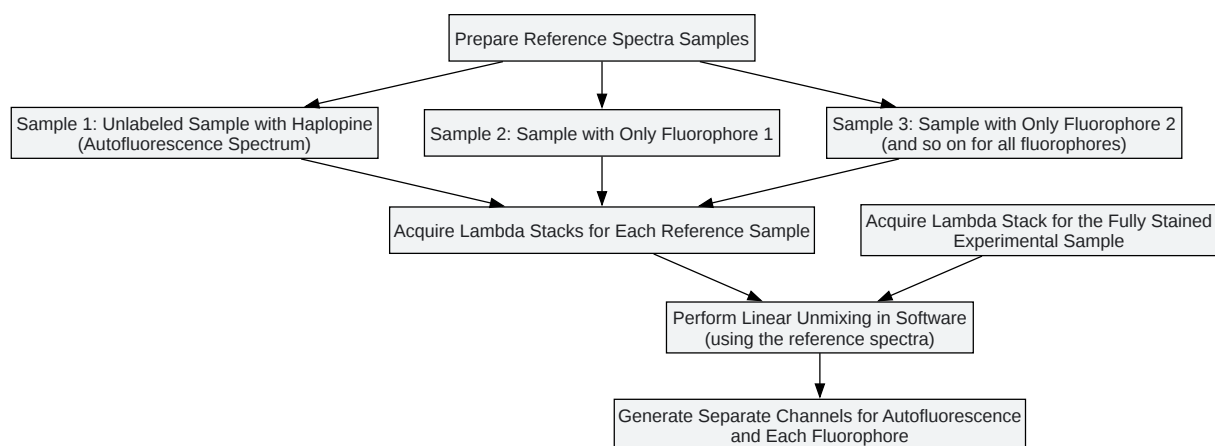 Prepare Reference Spectra Samples
Sample 1: Unlabeled Sample with Haplopine
(Autofluorescence Spectrum)
Sample 2: Sample with Only Fluorophore 1
Sample 3: Sample with Only Fluorophore 2
(and so on for all fluorophores)
Acquire Lambda Stacks for Each Reference Sample
Acquire Lambda Stack for the Fully Stained
Experimental Sample
Perform Linear Unmixing in Software
(using the reference spectra)
Generate Separate Channels for Autofluorescence
and Each Fluorophore